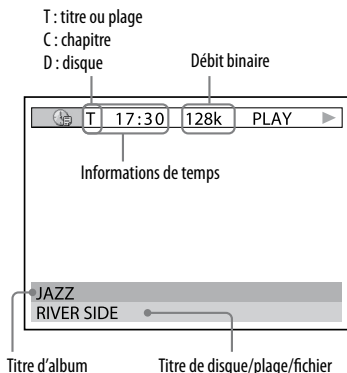 T : titre ou plage
C : chapitre
D : disque
Débit binaire
T 17:30 128k PLAY
Informations de temps
JAZZ
RIVER SIDE
Titre d'album
Titre de disque/plage/fichier